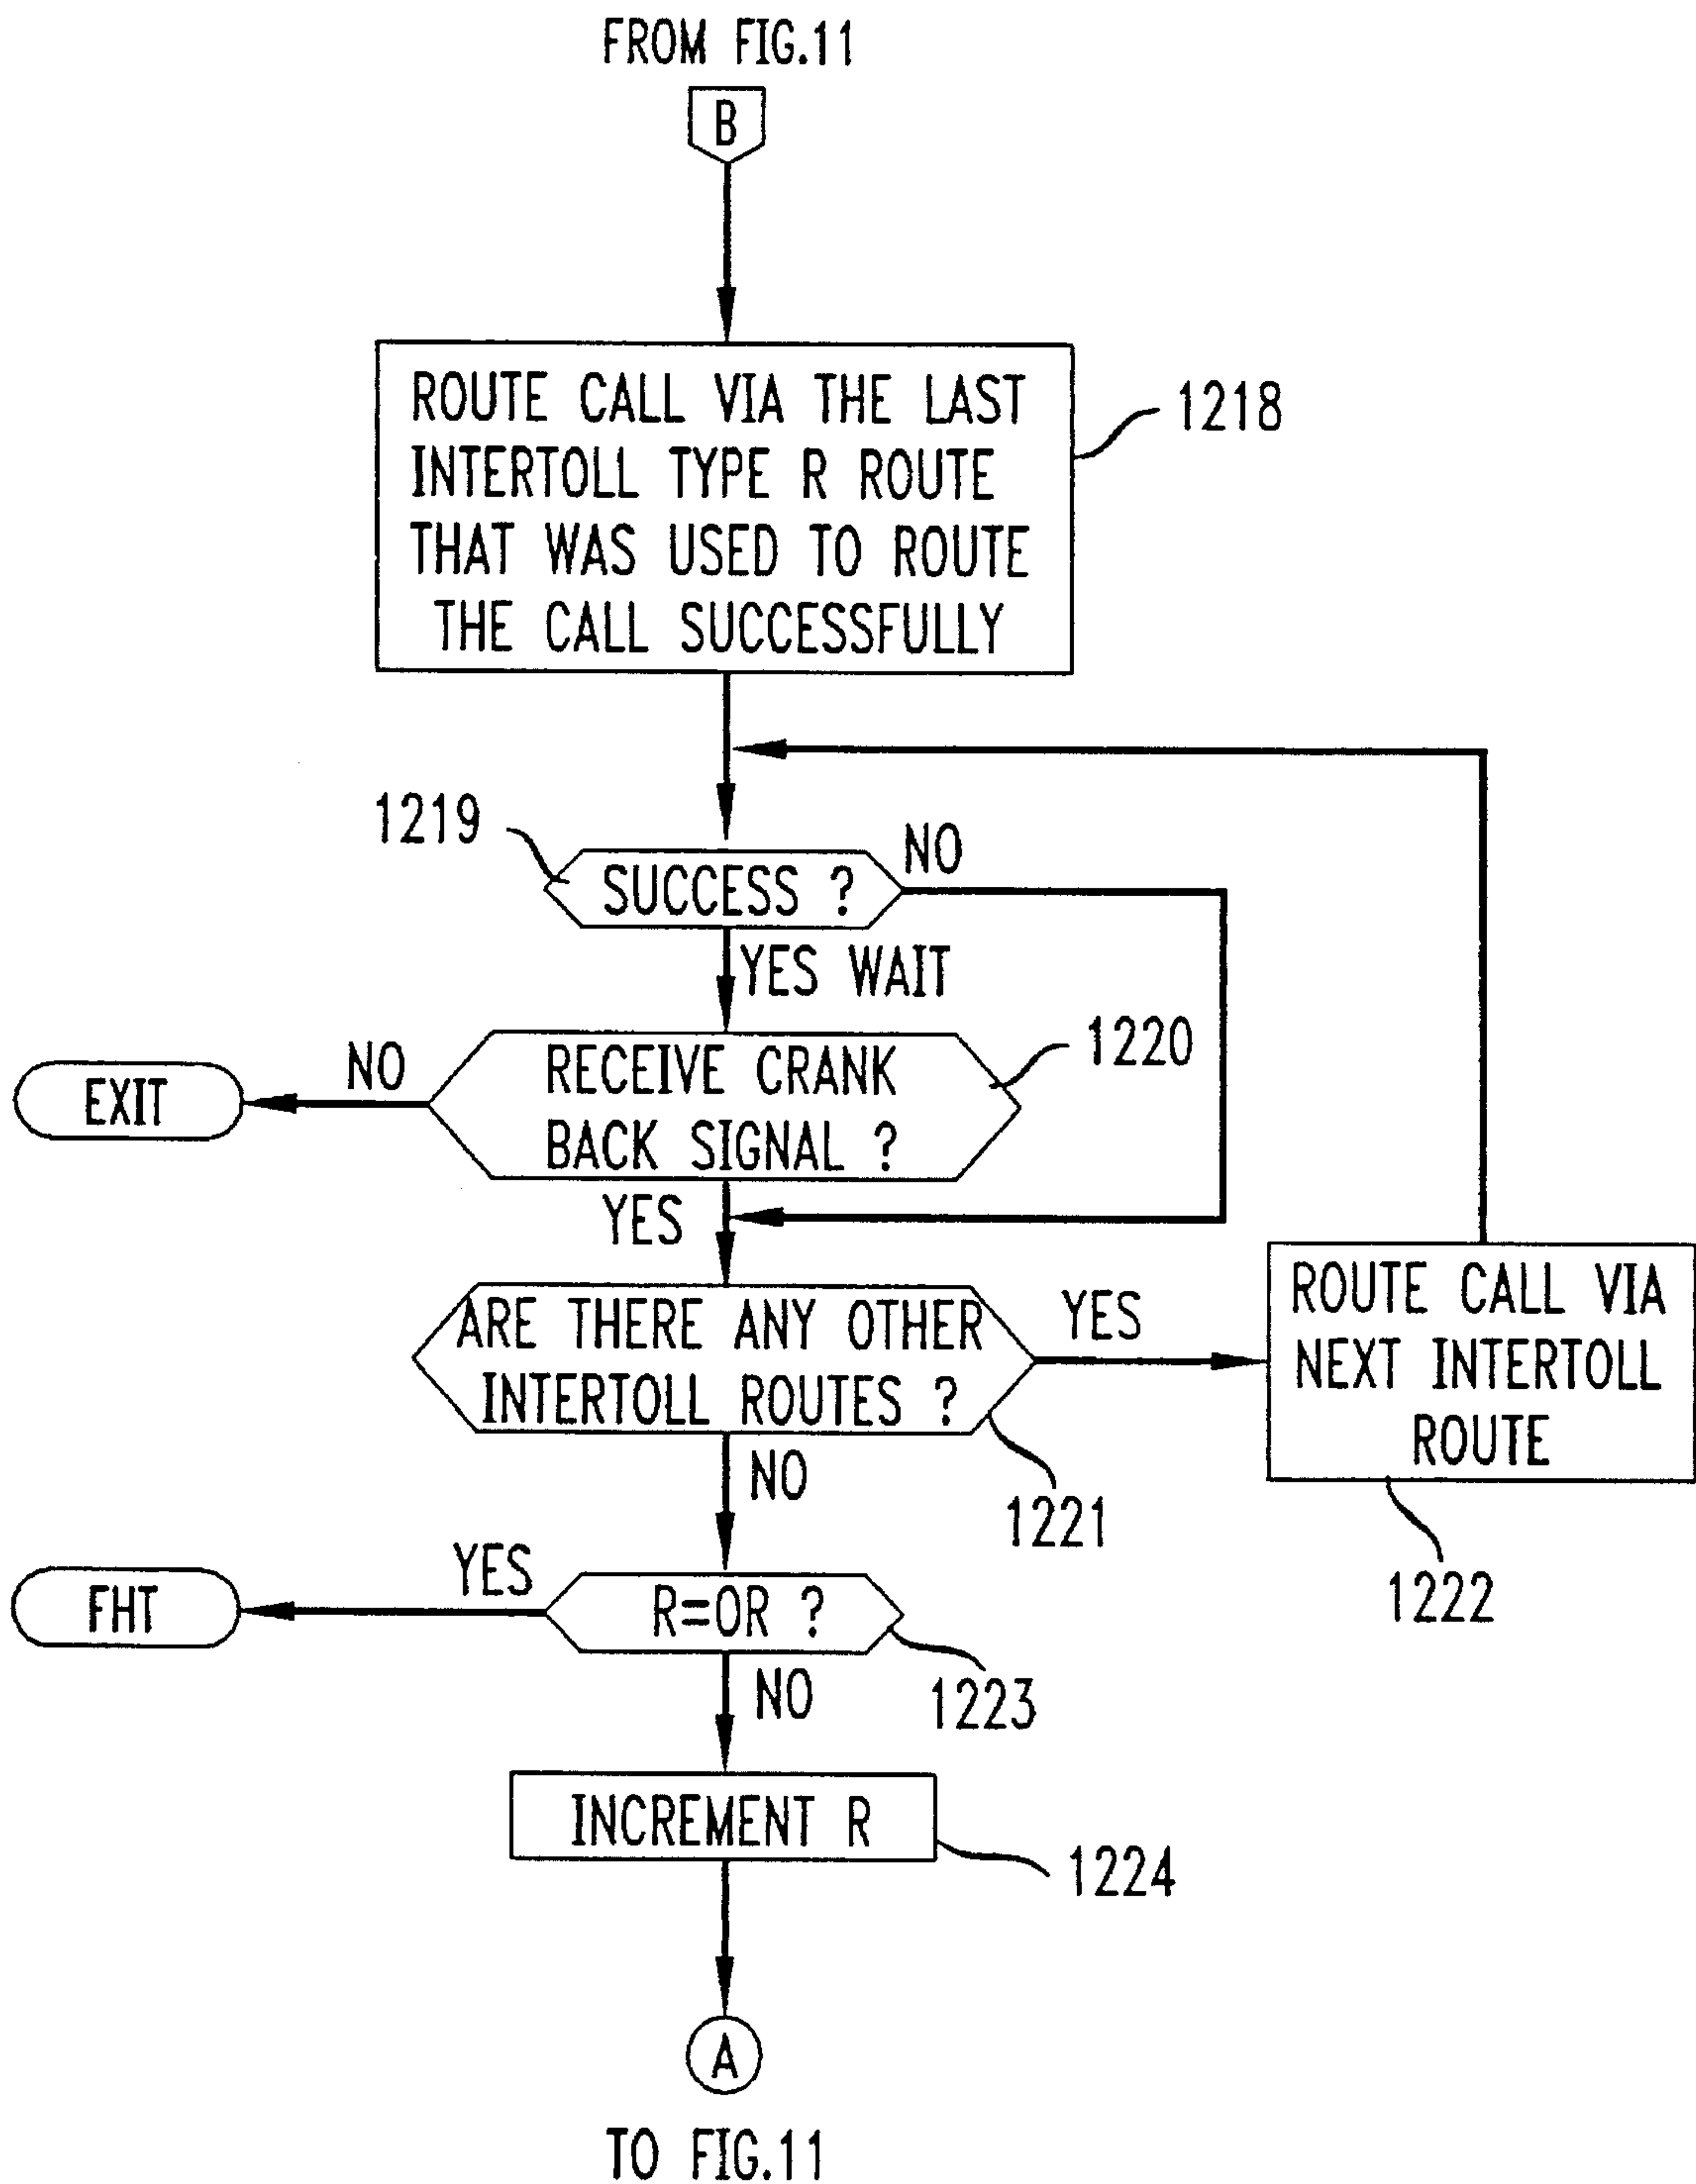 FROM FIG.11
B
ROUTE CALL VIA THE LAST
INTERTOLL TYPE R ROUTE
THAT WAS USED TO ROUTE
THE CALL SUCCESSFULLY
1218
1219
SUCCESS ?
NO
YES WAIT
RECEIVE CRANK
BACK SIGNAL ?
1220
NO
EXIT
YES
ARE THERE ANY OTHER
INTERTOLL ROUTES ?
1221
YES
ROUTE CALL VIA
NEXT INTERTOLL
ROUTE
1222
NO
R=OR ?
1223
YES
FHT
NO
INCREMENT R
1224
A
TO FIG.11